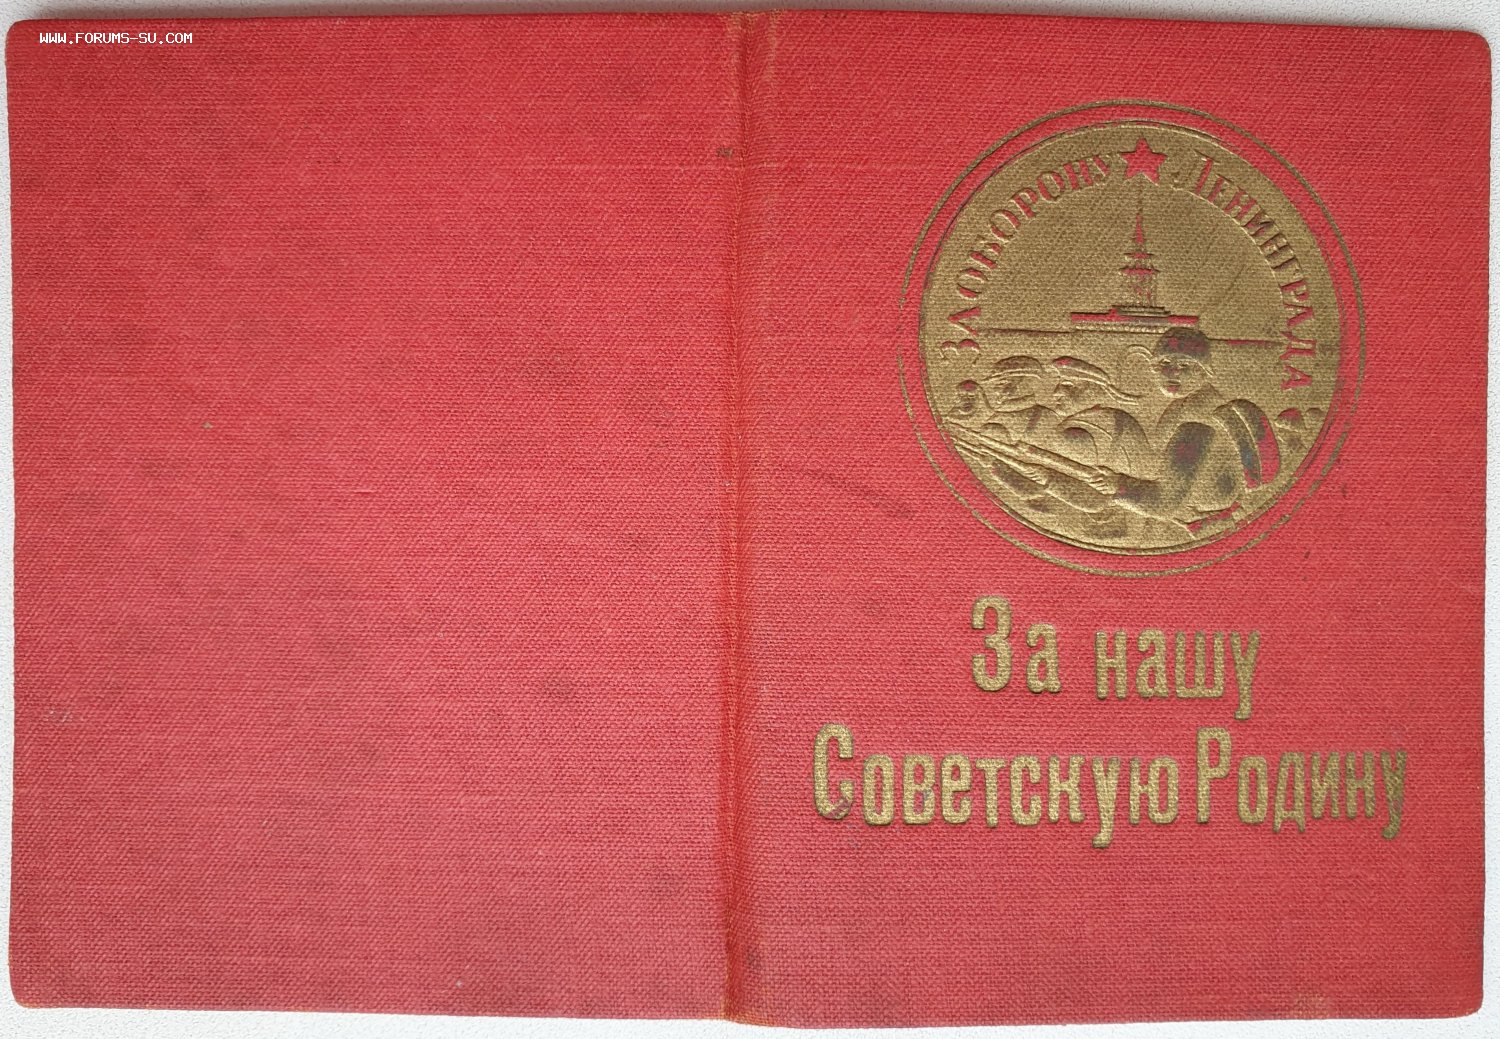 WWW.FORUMS-SU.COM
ЗА ОБОРОНУ ★ ЛЕНИНГРАДА
За нашу
Советскую Родину